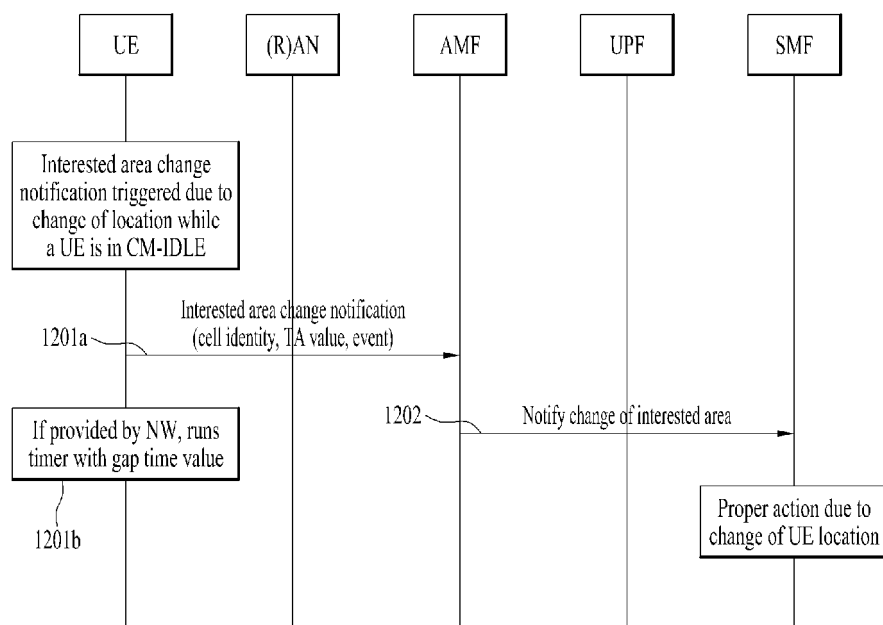 UE
(R)AN
AMF
UPF
SMF
Interested area change
notification triggered due to
change of location while
a UE is in CM-IDLE
Interested area change notification
(cell identity, TA value, event)
1201a
1202
Notify change of interested area
If provided by NW, runs
timer with gap time value
1201b
Proper action due to
change of UE location